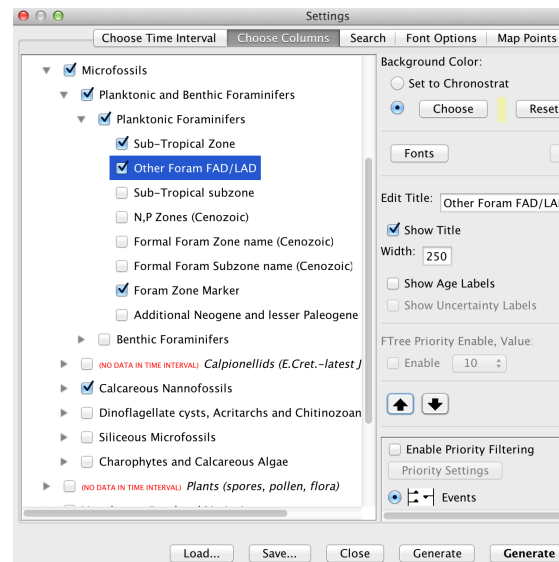 Settings
Choose Time Interval Choose Columns Search Font Options Map Points
Microfossils
Planktonic and Benthic Foraminifers
Planktonic Foraminifers
Sub-Tropical Zone
Other Foram FAD/LAD
Sub-Tropical subzone
N,P Zones (Cenozoic)
Formal Foram Zone name (Cenozoic)
Formal Foram Subzone name (Cenozoic)
Foram Zone Marker
Additional Neogene and lesser Paleogene
Benthic Foraminifers
(NO DATA IN TIME INTERVAL) Calpionellids (E.Cret.-latest J
Calcareous Nannofossils
Dinoflagellate cysts, Acritarchs and Chitinozoan
Siliceous Microfossils
Charophytes and Calcareous Algae
(NO DATA IN TIME INTERVAL) Plants (spores, pollen, flora)
Background Color:
Set to Chronostrat
Choose Reset
Fonts
Edit Title: Other Foram FAD/LA
Show Title
Width: 250
Show Age Labels
Show Uncertainty Labels
FTree Priority Enable, Value:
Enable 10
Enable Priority Filtering
Priority Settings
Events
Load... Save... Close Generate Generate